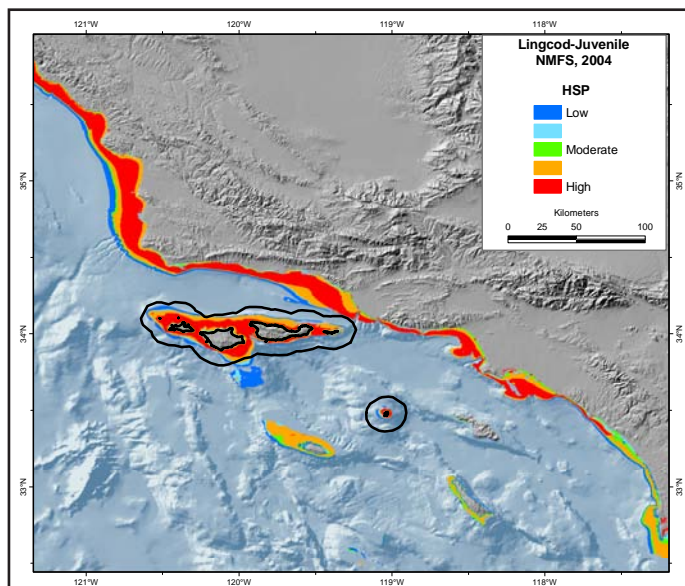 121°W 120°W 119°W 118°W
Lingcod-Juvenile
NMFS, 2004
HSP
Low
Moderate
High
Kilometers
0 25 50 100
35°N 35°N
34°N 34°N
33°N 33°N
121°W 120°W 119°W 118°W